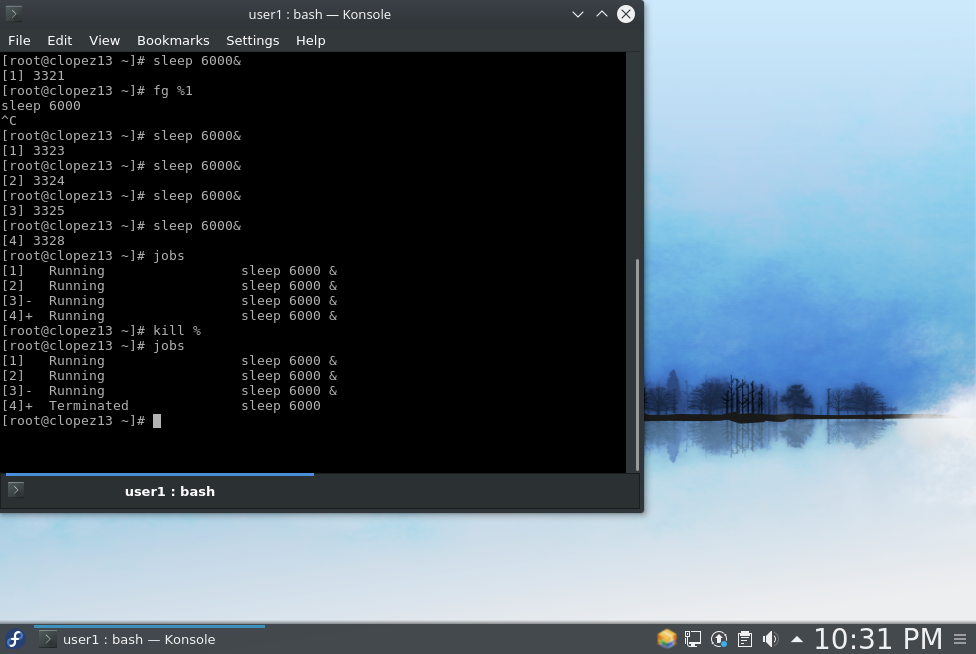 user1 : bash — Konsole
File Edit View Bookmarks Settings Help
[root@clopez13 ~]# sleep 6000&
[1] 3321
[root@clopez13 ~]# fg %1
sleep 6000
^C
[root@clopez13 ~]# sleep 6000&
[1] 3323
[root@clopez13 ~]# sleep 6000&
[2] 3324
[root@clopez13 ~]# sleep 6000&
[3] 3325
[root@clopez13 ~]# sleep 6000&
[4] 3328
[root@clopez13 ~]# jobs
[1]   Running                 sleep 6000 &
[2]   Running                 sleep 6000 &
[3]-  Running                 sleep 6000 &
[4]+  Running                 sleep 6000 &
[root@clopez13 ~]# kill %
[root@clopez13 ~]# jobs
[1]   Running                 sleep 6000 &
[2]   Running                 sleep 6000 &
[3]-  Running                 sleep 6000 &
[4]+  Terminated              sleep 6000
[root@clopez13 ~]#
user1 : bash
user1 : bash — Konsole
10:31 PM